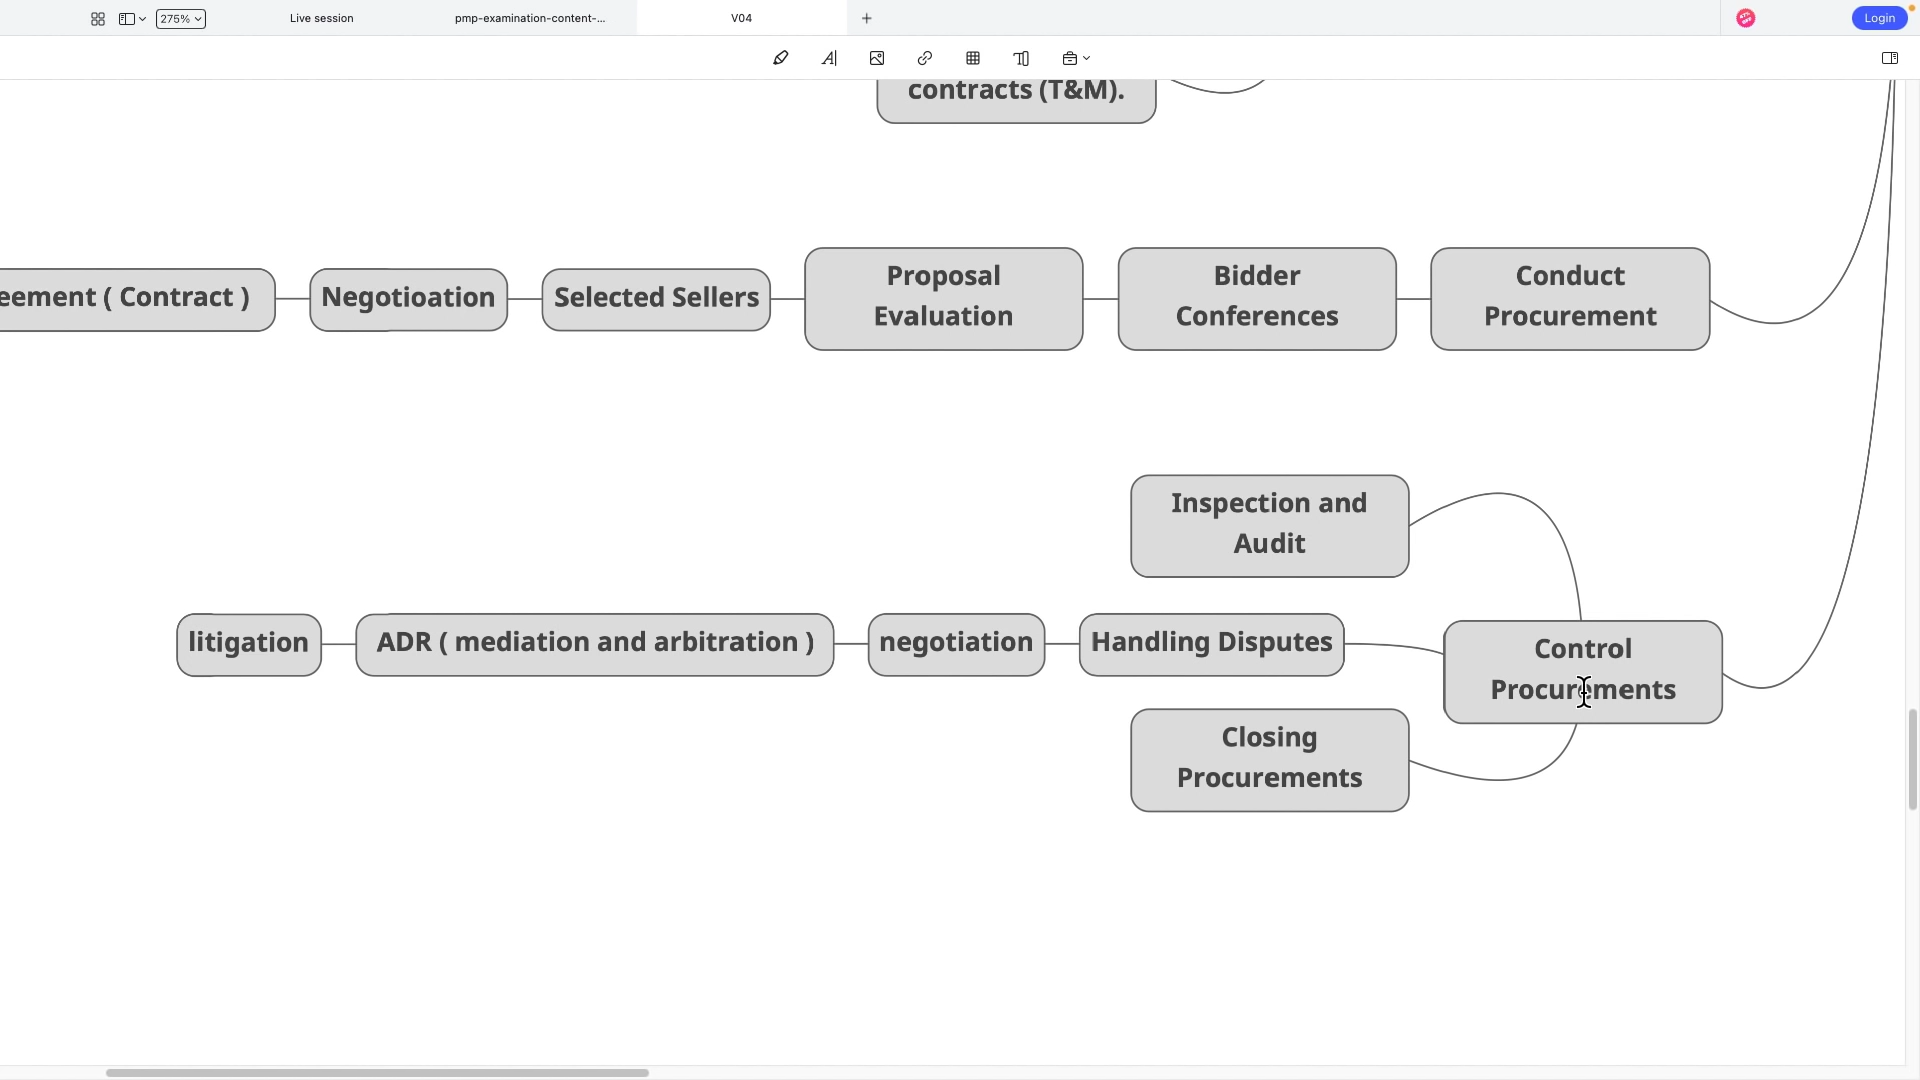 275%
Live session
pmp-examination-content-...
V04
Login
contracts (T&M).
eement ( Contract )
Negotioation
Selected Sellers
Proposal
Evaluation
Bidder
Conferences
Conduct
Procurement
Inspection and
Audit
litigation
ADR ( mediation and arbitration )
negotiation
Handling Disputes
Control
Procurements
Closing
Procurements